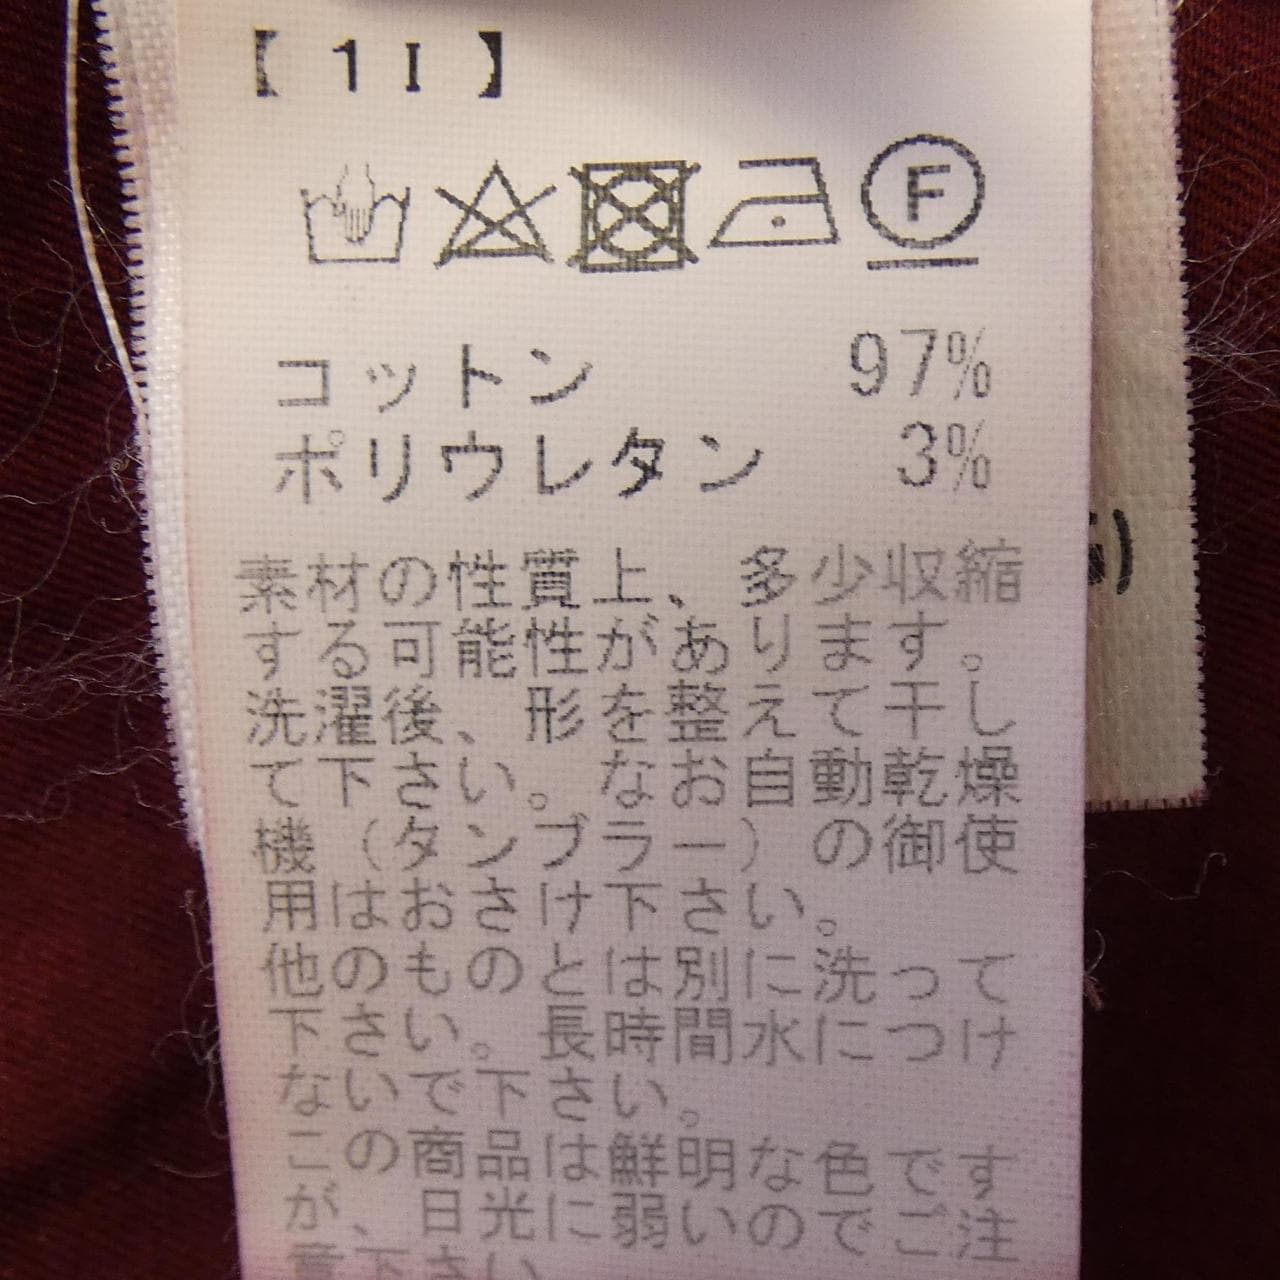 【 1I 】
F
コットン 97%
ポリウレタン 3%
素材の性質上、多少収縮
する可能性があります。
洗濯後、形を整えて干し
て下さい。なお自動乾燥
機（タンブラー）の御使
用はおさけ下さい。
他のものとは別に洗って
下さい。長時間水につけ
ないで下さい。
この商品は鮮明な色です
が、日光に弱いのでご注
意下さい